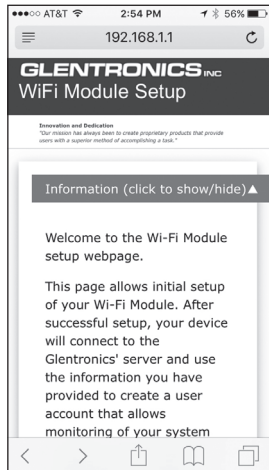 AT&T 2:54 PM 56%
192.168.1.1
GLENTRONICS INC
WiFi Module Setup
Innovation and Dedication
"Our mission has always been to create proprietary products that provide
users with a superior method of accomplishing a task."
Information (click to show/hide)▲
Welcome to the Wi-Fi Module
setup webpage.
This page allows initial setup
of your Wi-Fi Module. After
successful setup, your device
will connect to the
Glentronics' server and use
the information you have
provided to create a user
account that allows
monitoring of your system